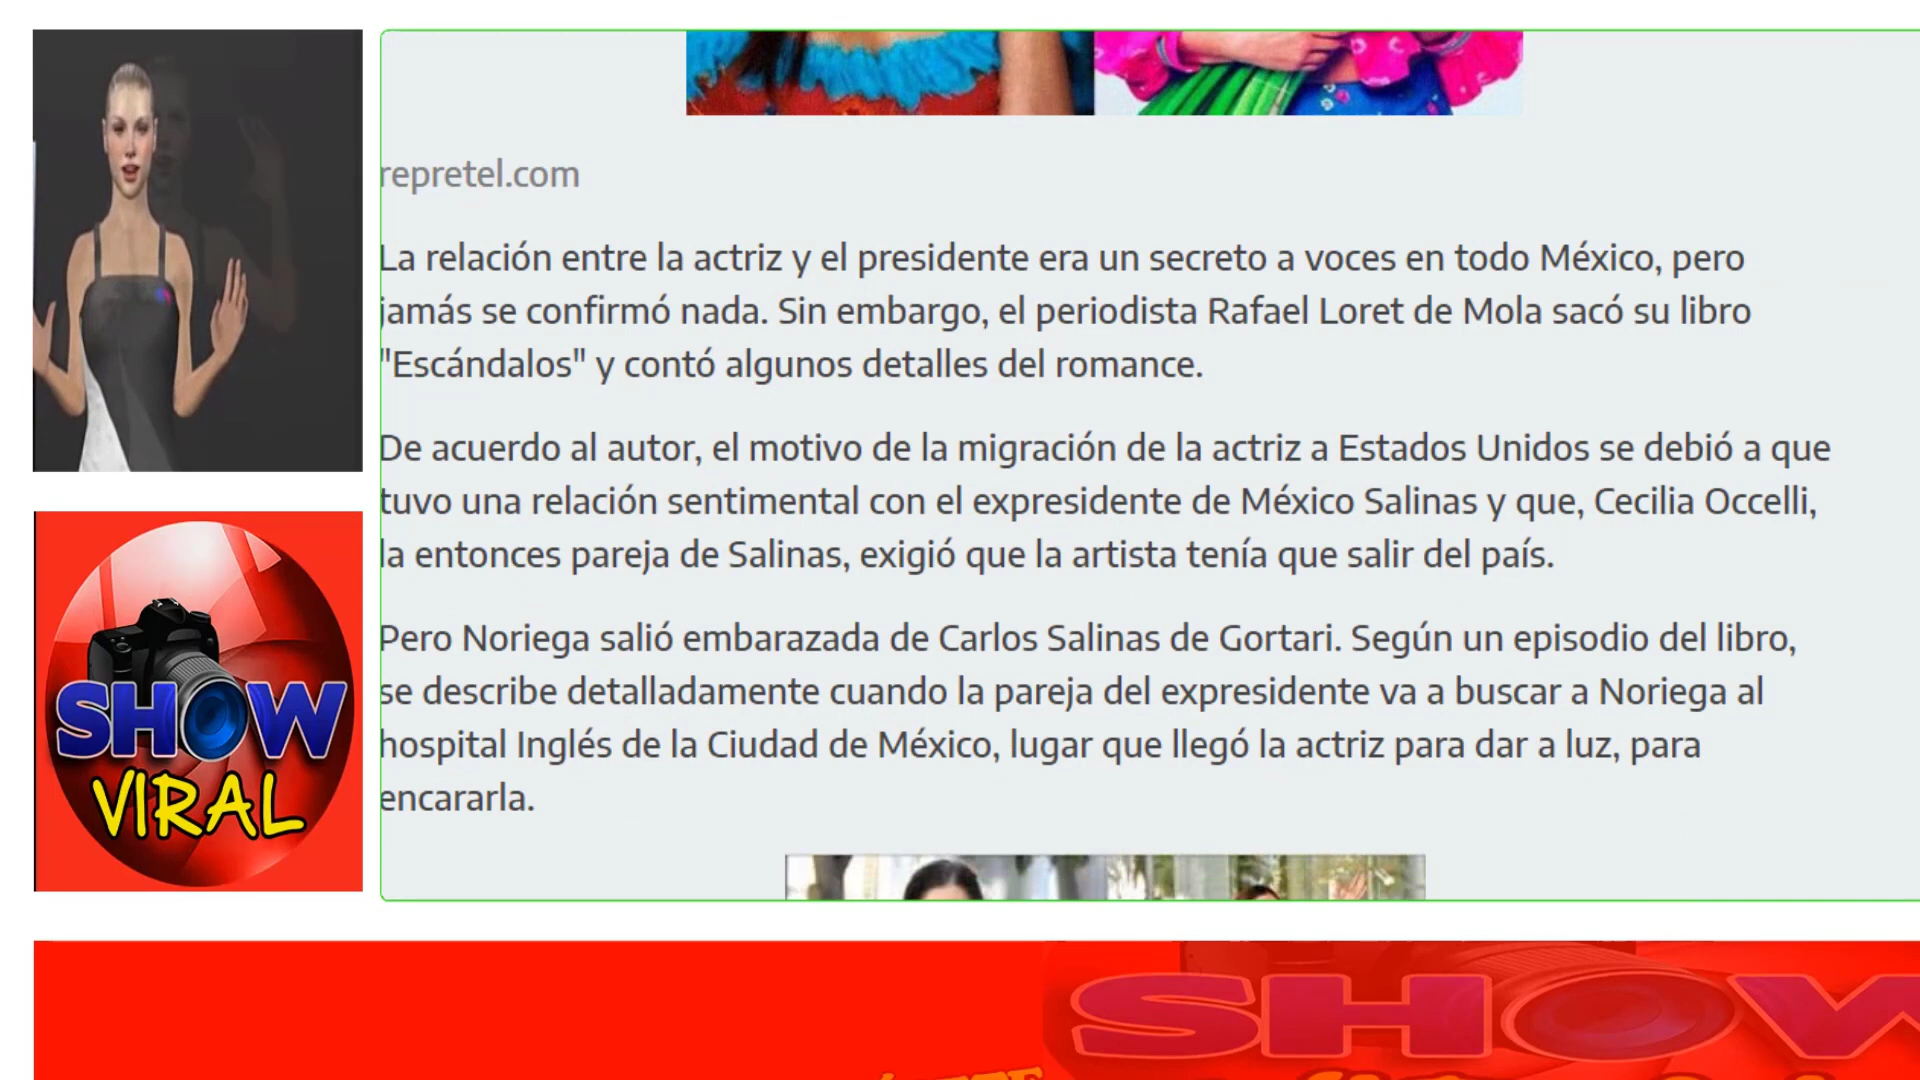 repretel.com
La relación entre la actriz y el presidente era un secreto a voces en todo México, pero
jamás se confirmó nada. Sin embargo, el periodista Rafael Loret de Mola sacó su libro
"Escándalos" y contó algunos detalles del romance.
De acuerdo al autor, el motivo de la migración de la actriz a Estados Unidos se debió a que
tuvo una relación sentimental con el expresidente de México Salinas y que, Cecilia Occelli,
la entonces pareja de Salinas, exigió que la artista tenía que salir del país.
Pero Noriega salió embarazada de Carlos Salinas de Gortari. Según un episodio del libro,
se describe detalladamente cuando la pareja del expresidente va a buscar a Noriega al
hospital Inglés de la Ciudad de México, lugar que llegó la actriz para dar a luz, para
encararla.
SHOW
VIRAL
SHOW